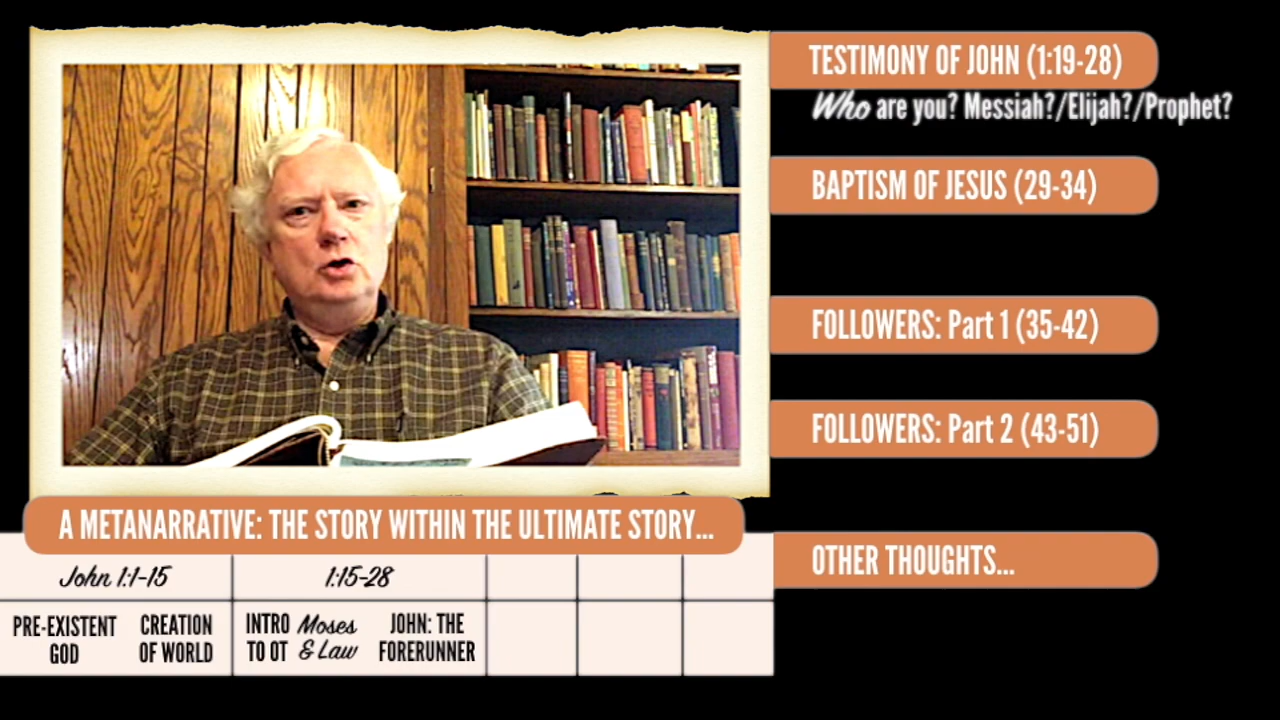 TESTIMONY OF JOHN (1:19-28)
Who are you? Messiah?/Elijah?/Prophet?
BAPTISM OF JESUS (29-34)
FOLLOWERS: Part 1 (35-42)
FOLLOWERS: Part 2 (43-51)
OTHER THOUGHTS...
A METANARRATIVE: THE STORY WITHIN THE ULTIMATE STORY...
John 1:1-15
1:15-28
PRE-EXISTENT
GOD
CREATION
OF WORLD
INTRO
TO OT
Moses
& Law
JOHN: THE
FORERUNNER